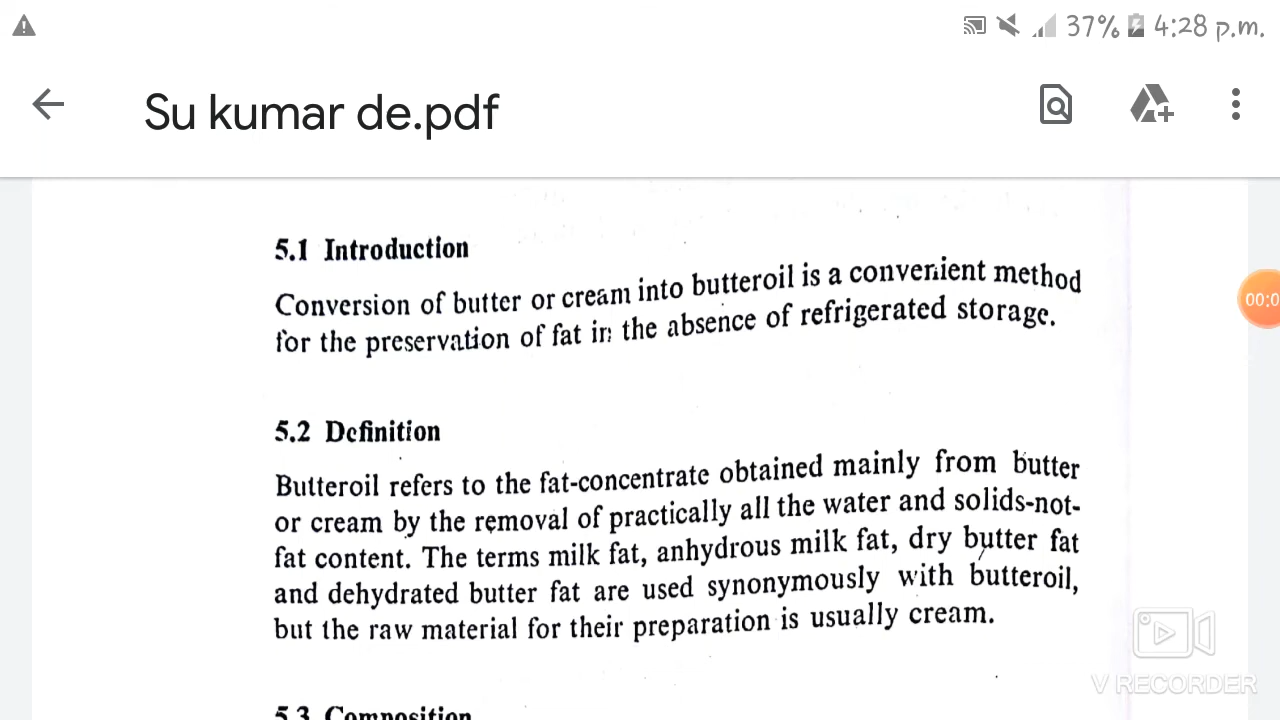 37% 4:28 p.m.
Su kumar de.pdf
5.1 Introduction
Conversion of butter or cream into butteroil is a convenient method
for the preservation of fat in the absence of refrigerated storage.
00:0
5.2 Definition
Butteroil refers to the fat-concentrate obtained mainly from butter
or cream by the removal of practically all the water and solids-not-
fat content. The terms milk fat, anhydrous milk fat, dry butter fat
and dehydrated butter fat are used synonymously with butteroil,
but the raw material for their preparation is usually cream.
V RECORDER
5.3 Composition